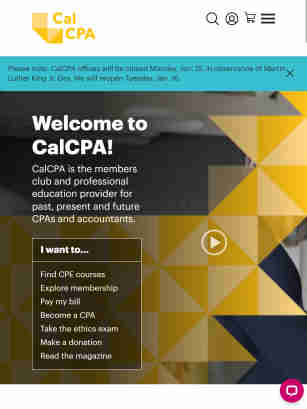 Cal
CPA
Please note: CalCPA offices will be closed Monday, Jan. 15, in observance of Martin
Luther King Jr. Day. We will reopen Tuesday, Jan. 16.
Welcome to
CalCPA!
CalCPA is the members
club and professional
education provider for
past, present and future
CPAs and accountants.
I want to...
Find CPE courses
Explore membership
Pay my bill
Become a CPA
Take the ethics exam
Make a donation
Read the magazine